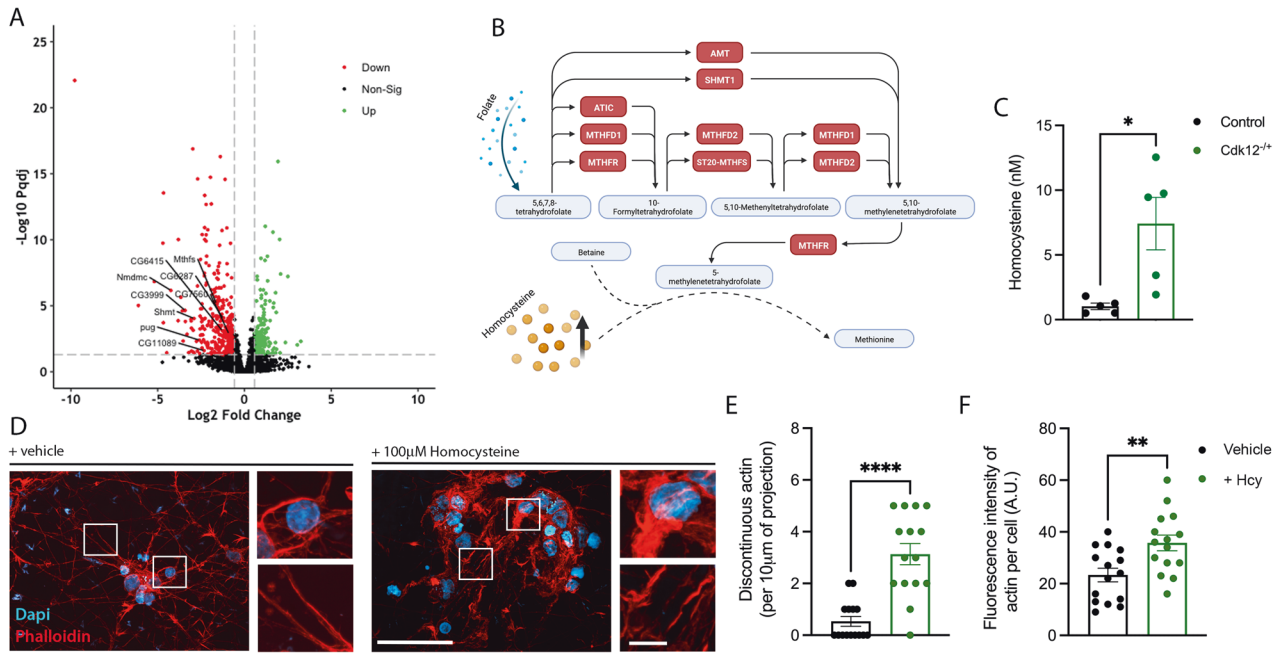 A
25
20
15
10
5
0
-Log10 Pqdj
-10
-5
0
5
10
Log2 Fold Change
Down
Non-Sig
Up
CG6415
Mthfs
Nmdmc
CG6287
CG3999
CG7560
Shmt
pug
CG11089
B
Folate
AMT
SHMT1
ATIC
MTHFD1
MTHFD2
MTHFD1
MTHFR
ST20-MTHFS
MTHFD2
5,6,7,8-
tetrahydrofolate
10-
Formyltetrahydrofolate
5,10-Methenyltetrahydrofolate
5,10-
methylenetetrahydrofolate
MTHFR
Betaine
5-
methylenetetrahydrofolate
Homocysteine
Methionine
C
Homocysteine (nM)
15
10
5
0
*
Control
Cdk12-/+
D
+ vehicle
+ 100μM Homocysteine
Dapi
Phalloidin
E
Discontinuous actin
(per 10μm of projection)
8
6
4
2
0
****
F
Fluorescence intensity of
actin per cell (A.U.)
80
60
40
20
0
**
Vehicle
+ Hcy